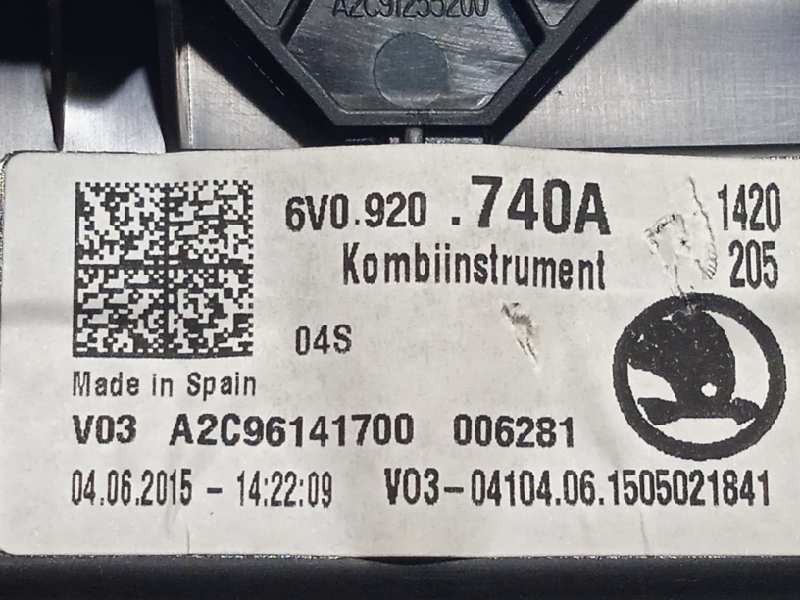 A2C91255200
6V0.920 .740A 1420
Kombiinstrument 205
04S
Made in Spain
V03 A2C96141700 006281
04.06.2015 - 14:22:09 V03-04104.06.1505021841